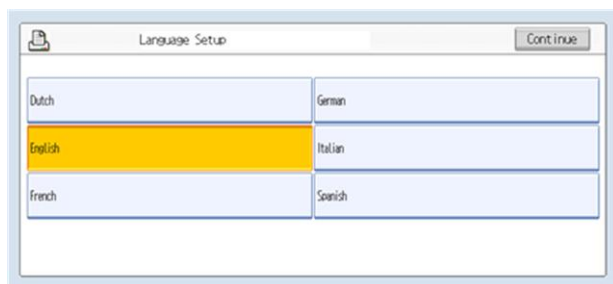 Language Setup
Continue
Dutch
German
English
Italian
French
Spanish